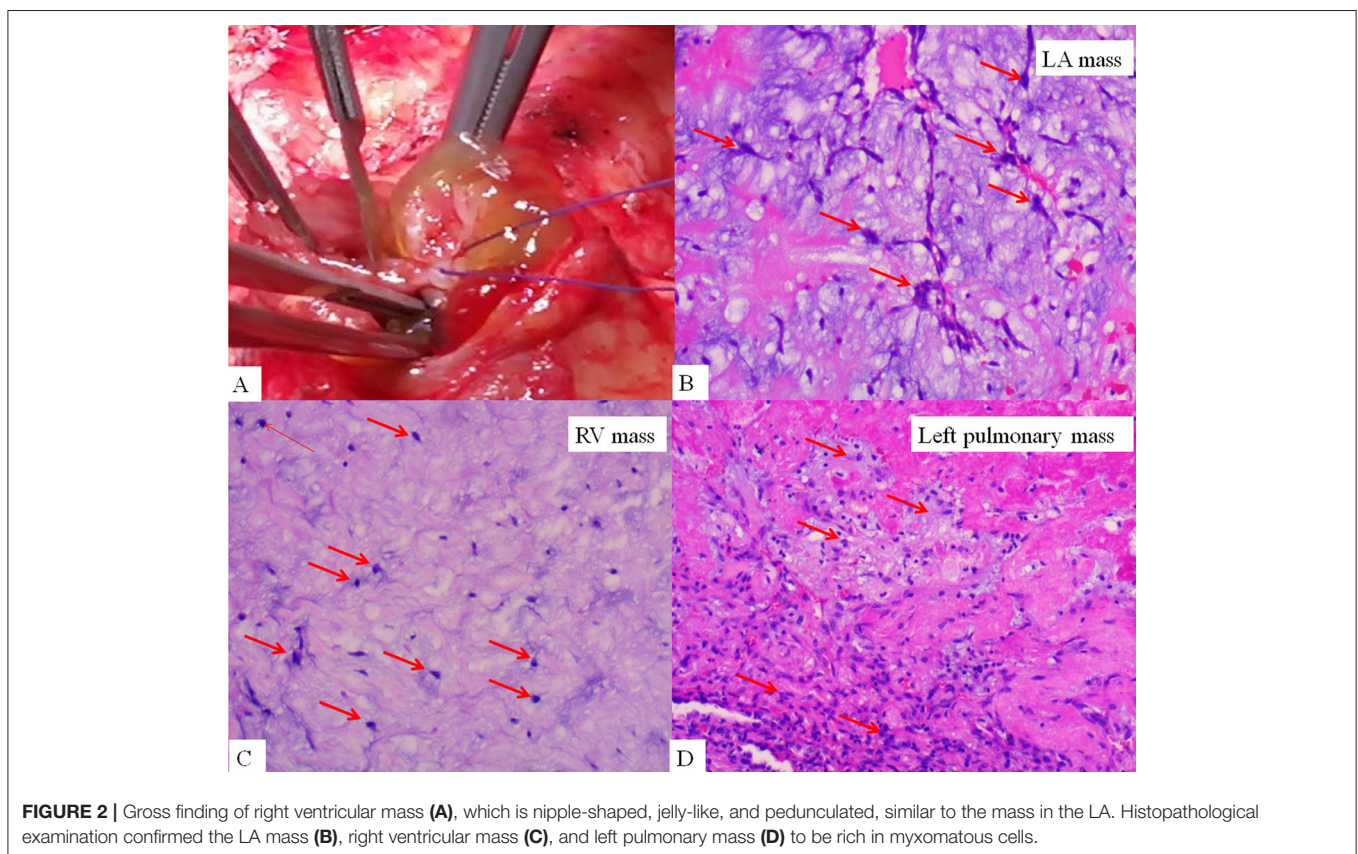 LA mass
A
B
RV mass
Left pulmonary mass
C
D
FIGURE 2 | Gross finding of right ventricular mass (A), which is nipple-shaped, jelly-like, and pedunculated, similar to the mass in the LA. Histopathological
examination confirmed the LA mass (B), right ventricular mass (C), and left pulmonary mass (D) to be rich in myxomatous cells.